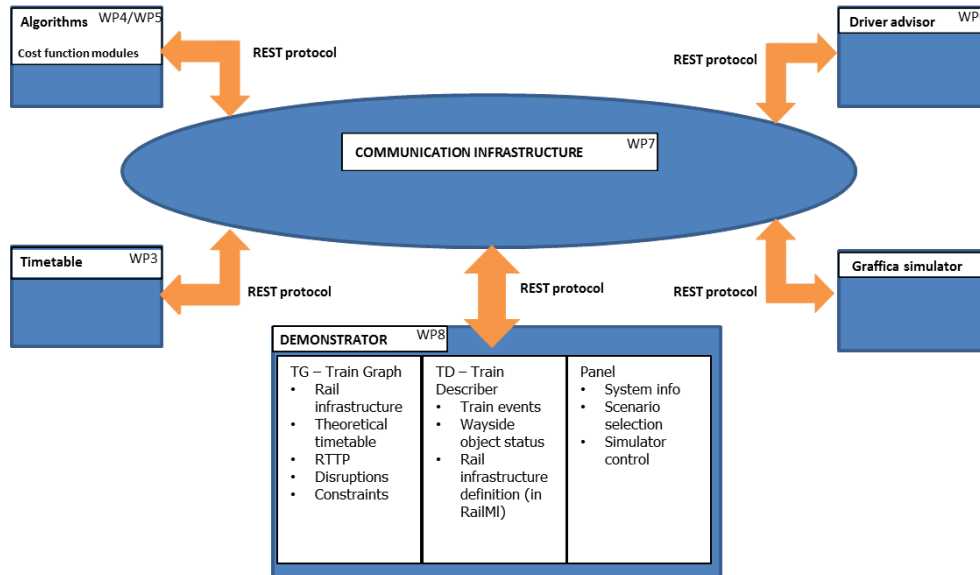 Algorithms WP4/WP5
Cost function modules
REST protocol
Driver advisor
REST protocol
COMMUNICATION INFRASTRUCTURE WP7
Timetable WP3
REST protocol
REST protocol
REST protocol
Graffica simulator
DEMONSTRATOR WP8
TG – Train Graph
• Rail
infrastructure
• Theoretical
timetable
• RTTP
• Disruptions
• Constraints
TD – Train
Describer
• Train events
• Wayside
object status
• Rail
infrastructure
definition (in
RailMl)
Panel
• System info
• Scenario
selection
• Simulator
control